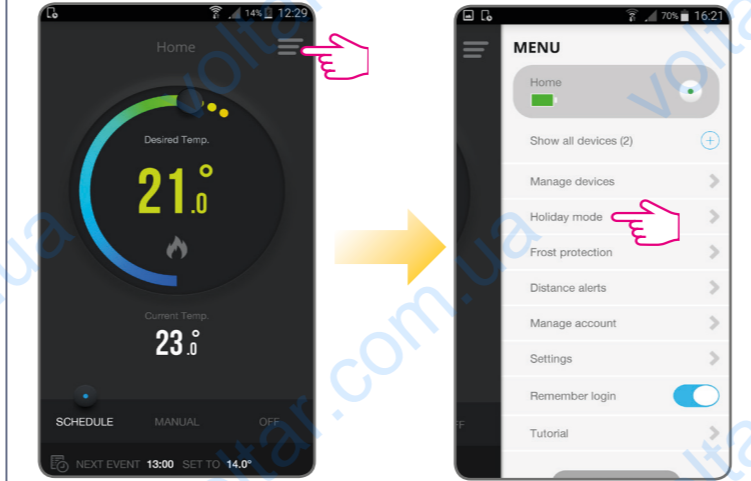 14% 12:29
Home
Desired Temp.
21.0°
Current Temp.
23.0°
SCHEDULE MANUAL OFF
NEXT EVENT 13:00 SET TO 14.0°
70% 16:21
MENU
Home
Show all devices (2)
Manage devices
Holiday mode
Frost protection
Distance alerts
Manage account
Settings
Remember login
Tutorial
voltar
.ua
voltar.com.ua